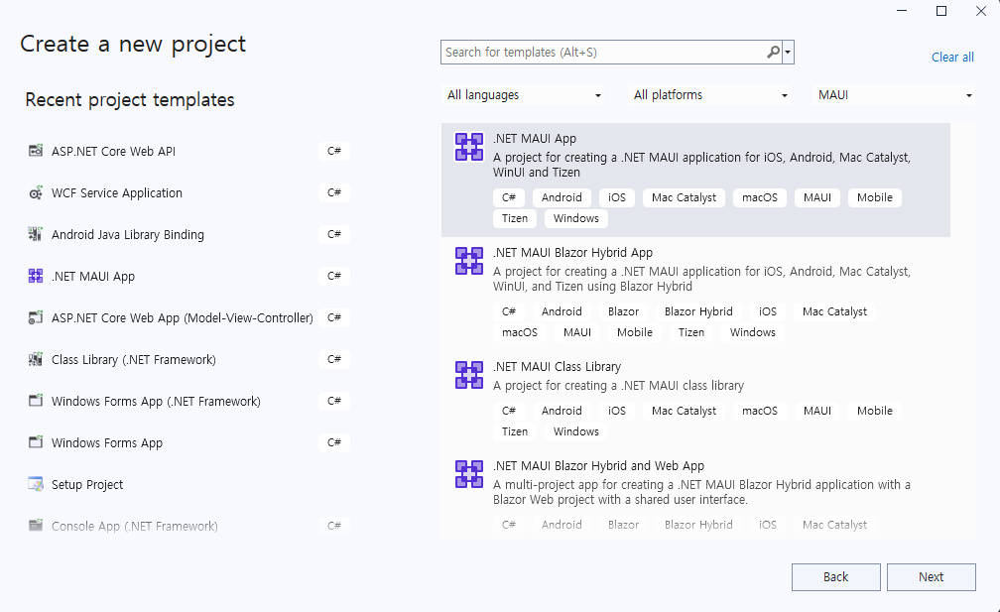 Create a new project
Search for templates (Alt+S)
Clear all
All languages
All platforms
MAUI
Recent project templates
ASP.NET Core Web API C#
WCF Service Application C#
Android Java Library Binding C#
.NET MAUI App C#
ASP.NET Core Web App (Model-View-Controller) C#
Class Library (.NET Framework) C#
Windows Forms App (.NET Framework) C#
Windows Forms App C#
Setup Project
Console App (.NET Framework) C#
.NET MAUI App
A project for creating a .NET MAUI application for iOS, Android, Mac Catalyst,
WinUI and Tizen
C# Android iOS Mac Catalyst macOS MAUI Mobile
Tizen Windows
.NET MAUI Blazor Hybrid App
A project for creating a .NET MAUI application for iOS, Android, Mac Catalyst,
WinUI, and Tizen using Blazor Hybrid
C# Android Blazor Blazor Hybrid iOS Mac Catalyst
macOS MAUI Mobile Tizen Windows
.NET MAUI Class Library
A project for creating a .NET MAUI class library
C# Android iOS Mac Catalyst macOS MAUI Mobile
Tizen Windows
.NET MAUI Blazor Hybrid and Web App
A multi-project app for creating a .NET MAUI Blazor Hybrid application with a
Blazor Web project with a shared user interface.
C# Android Blazor Blazor Hybrid iOS Mac Catalyst
Back
Next